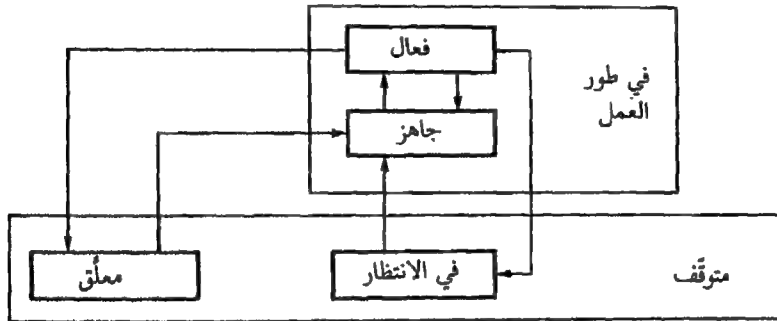 فعال
في طور
العمل
جاهز
معلَّق
في الانتظار
متوقَّف